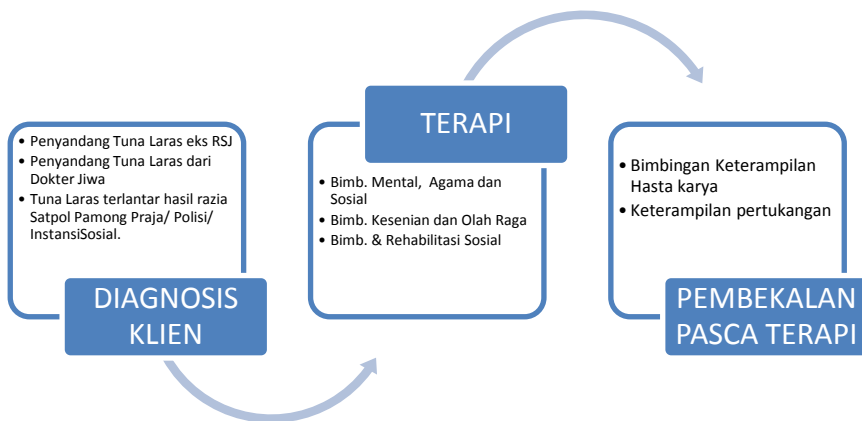 • Penyandang Tuna Laras eks RSJ
• Penyandang Tuna Laras dari
Dokter Jiwa
• Tuna Laras terlantar hasil razia
Satpol Pamong Praja/ Polisi/
InstansiSosial.
DIAGNOSIS
KLIEN
TERAPI
• Bimb. Mental, Agama dan
Sosial
• Bimb. Kesenian dan Olah Raga
• Bimb. & Rehabilitasi Sosial
• Bimbingan Keterampilan
Hasta karya
• Keterampilan pertukangan
PEMBEKALAN
PASCA TERAPI